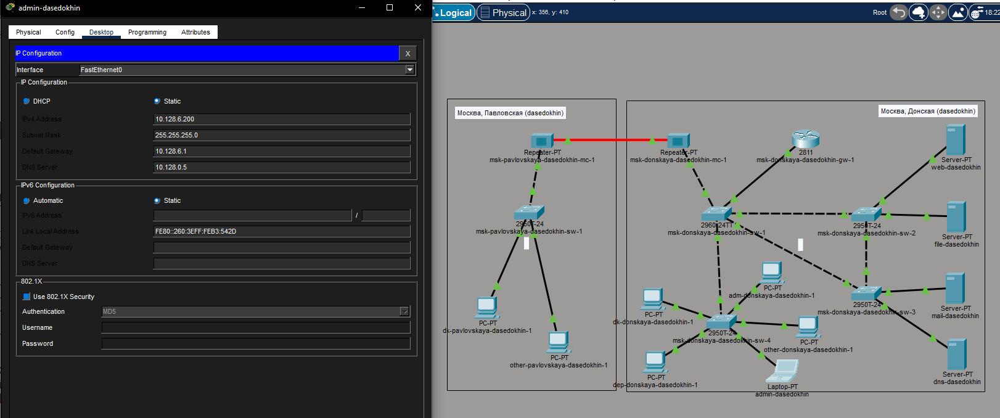 admin-dasedokhin
Physical Config Desktop Programming Attributes
IP Configuration
X
Interface FastEthernet0
IP Configuration
DHCP Static
IPv4 Address 10.128.6.200
Subnet Mask 255.255.255.0
Default Gateway 10.128.6.1
DNS Server 10.128.0.5
IPv6 Configuration
Automatic Static
IPv6 Address /
Link Local Address FE80::260:3EFF:FEB3:542D
Default Gateway
DNS Server
802.1X
Use 802.1X Security
Authentication MD5
Username
Password
Logical Physical x: 356, y: 410 Root 18:22
Москва, Павловская (dasedokhin)
Repeater-PT
msk-pavlovskaya-dasedokhin-mc-1
2950T-24
msk-pavlovskaya-dasedokhin-sw-1
PC-PT
dk-pavlovskaya-dasedokhin-1
PC-PT
other-pavlovskaya-dasedokhin-1
Москва, Донская (dasedokhin)
Repeater-PT
msk-donskaya-dasedokhin-mc-1
2811
msk-donskaya-dasedokhin-gw-1
Server-PT
web-dasedokhin
2960-24TT
msk-donskaya-dasedokhin-sw-1
2950T-24
msk-donskaya-dasedokhin-sw-2
Server-PT
file-dasedokhin
PC-PT
adm-donskaya-dasedokhin-1
PC-PT
dk-donskaya-dasedokhin-1
2950T-24
msk-donskaya-dasedokhin-sw-3
Server-PT
mail-dasedokhin
2950T-24
msk-donskaya-dasedokhin-sw-4
PC-PT
other-donskaya-dasedokhin-1
PC-PT
dep-donskaya-dasedokhin-1
Laptop-PT
admin-dasedokhin
Server-PT
dns-dasedokhin